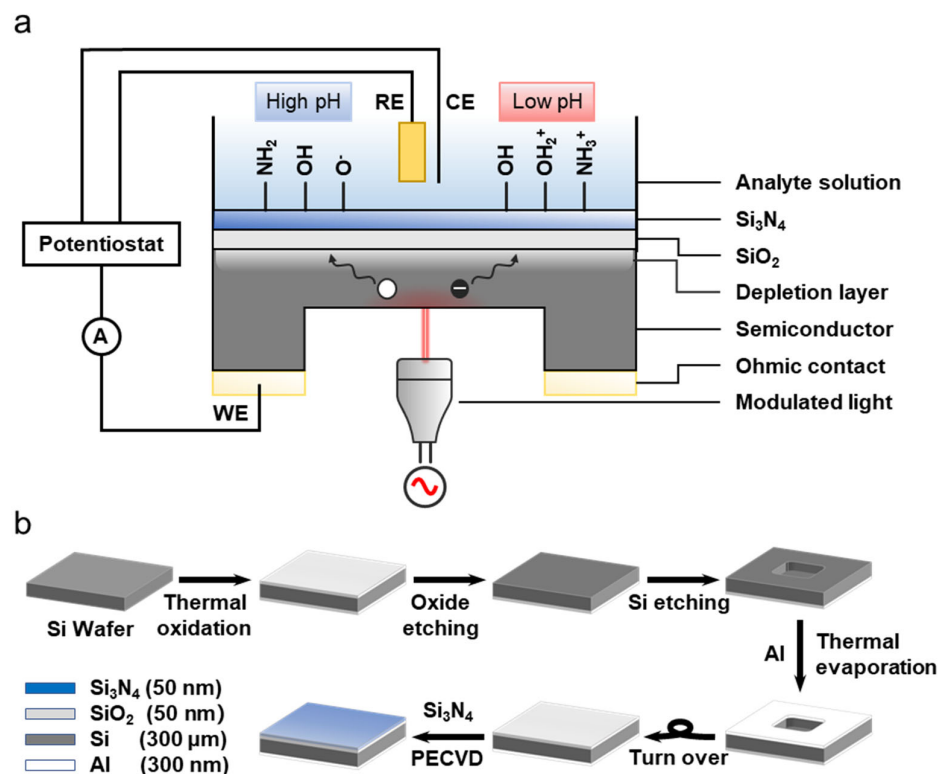 a
High pH
RE
CE
Low pH
NH₂
OH
O⁻
OH
OH₂⁺
NH₃⁺
Analyte solution
Si₃N₄
Potentiostat
SiO₂
Depletion layer
A
Semiconductor
Ohmic contact
WE
Modulated light
b
Si Wafer
Thermal
oxidation
Oxide
etching
Si etching
Al
Thermal
evaporation
Si₃N₄ (50 nm)
SiO₂ (50 nm)
Si (300 µm)
Al (300 nm)
Si₃N₄
PECVD
Turn over